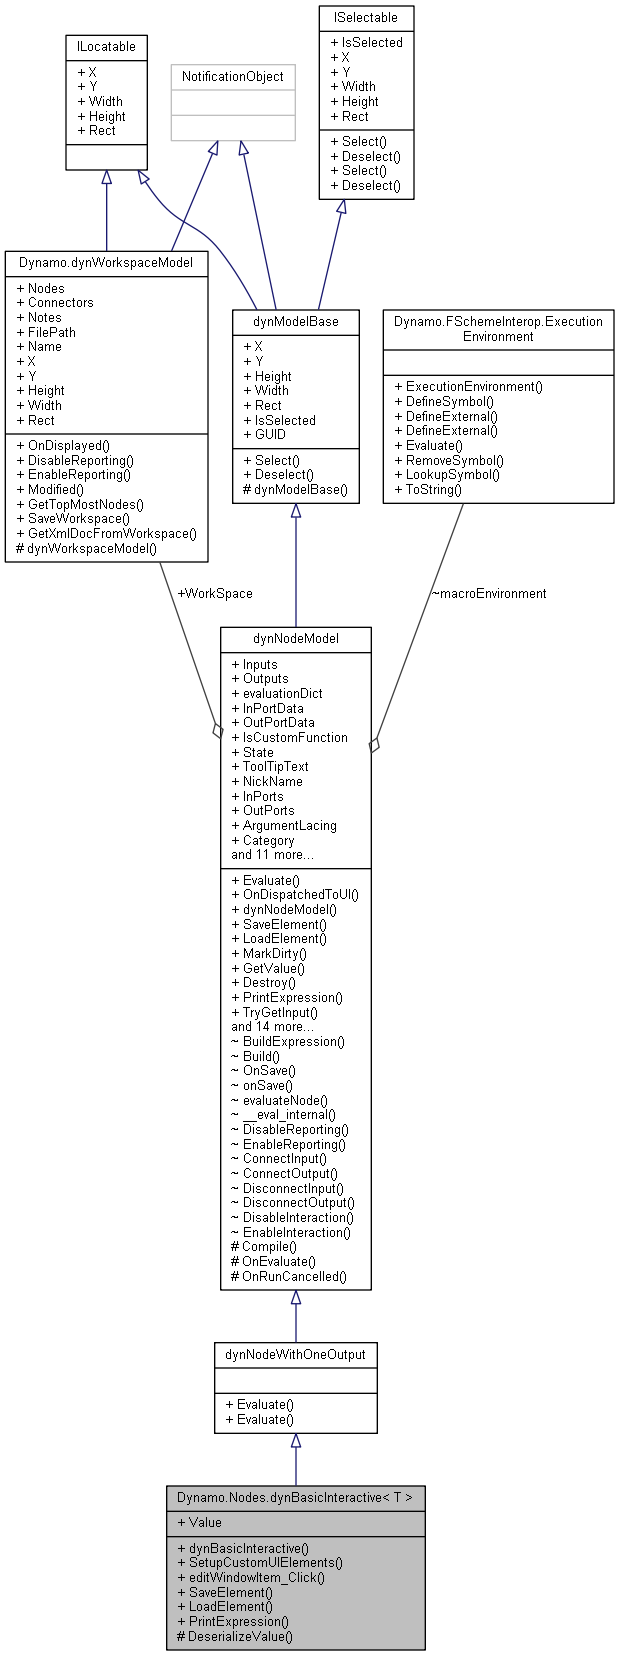 ILocatable
+ X
+ Y
+ Width
+ Height
+ Rect
NotificationObject
ISelectable
+ IsSelected
+ X
+ Y
+ Width
+ Height
+ Rect
+ Select()
+ Deselect()
+ Select()
+ Deselect()
Dynamo.dynWorkspaceModel
+ Nodes
+ Connectors
+ Notes
+ FilePath
+ Name
+ X
+ Y
+ Height
+ Width
+ Rect
+ OnDisplayed()
+ DisableReporting()
+ EnableReporting()
+ Modified()
+ GetTopMostNodes()
+ SaveWorkspace()
+ GetXmlDocFromWorkspace()
# dynWorkspaceModel()
dynModelBase
+ X
+ Y
+ Height
+ Width
+ Rect
+ IsSelected
+ GUID
+ Select()
+ Deselect()
# dynModelBase()
Dynamo.FSchemeInterop.Execution
Environment
+ ExecutionEnvironment()
+ DefineSymbol()
+ DefineExternal()
+ DefineExternal()
+ Evaluate()
+ RemoveSymbol()
+ LookupSymbol()
+ ToString()
+WorkSpace
~macroEnvironment
dynNodeModel
+ Inputs
+ Outputs
+ evaluationDict
+ InPortData
+ OutPortData
+ IsCustomFunction
+ State
+ ToolTipText
+ NickName
+ InPorts
+ OutPorts
+ ArgumentLacing
+ Category
and 11 more...
+ Evaluate()
+ OnDispatchedToUI()
+ dynNodeModel()
+ SaveElement()
+ LoadElement()
+ MarkDirty()
+ GetValue()
+ Destroy()
+ PrintExpression()
+ TryGetInput()
and 14 more...
~ BuildExpression()
~ Build()
~ OnSave()
~ onSave()
~ evaluateNode()
~ __eval_internal()
~ DisableReporting()
~ EnableReporting()
~ ConnectInput()
~ ConnectOutput()
~ DisconnectInput()
~ DisconnectOutput()
~ DisableInteraction()
~ EnableInteraction()
# Compile()
# OnEvaluate()
# OnRunCancelled()
dynNodeWithOneOutput
+ Evaluate()
+ Evaluate()
Dynamo.Nodes.dynBasicInteractive< T >
+ Value
+ dynBasicInteractive()
+ SetupCustomUIElements()
+ editWindowItem_Click()
+ SaveElement()
+ LoadElement()
+ PrintExpression()
# DeserializeValue()